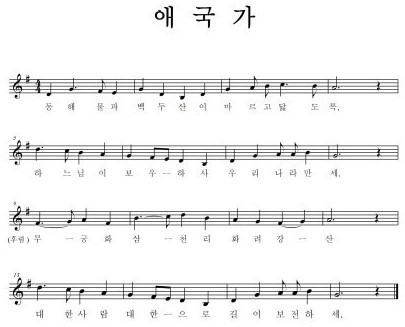 애 국 가
동 해 물 과 백 두 산 이 마 르 고 닳 도 록,
5
하 느 님 이 보 우 ─ 하 사 우 리 나 라 만 세,
9
(후렴) 무 ─ 궁 화 삼 ─ 천 리 화 려 강 ─ 산
13
대 한 사 람 대 한 ─ 으 로 길 이 보 전 하 세,